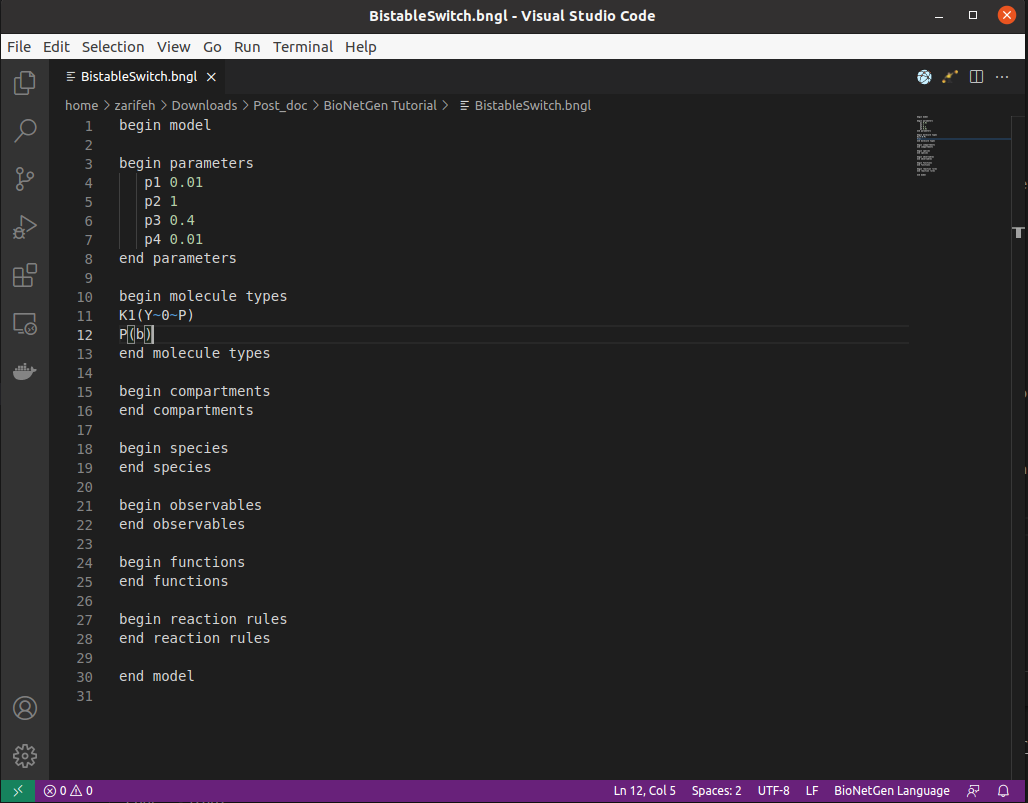 BistableSwitch.bngl - Visual Studio Code
File Edit Selection View Go Run Terminal Help
BistableSwitch.bngl
home > zarifeh > Downloads > Post_doc > BioNetGen Tutorial > BistableSwitch.bngl
1 begin model
2
3 begin parameters
4 p1 0.01
5 p2 1
6 p3 0.4
7 p4 0.01
8 end parameters
9
10 begin molecule types
11 K1(Y~0~P)
12 P(b)
13 end molecule types
14
15 begin compartments
16 end compartments
17
18 begin species
19 end species
20
21 begin observables
22 end observables
23
24 begin functions
25 end functions
26
27 begin reaction rules
28 end reaction rules
29
30 end model
31
0 0 Ln 12, Col 5 Spaces: 2 UTF-8 LF BioNetGen Language